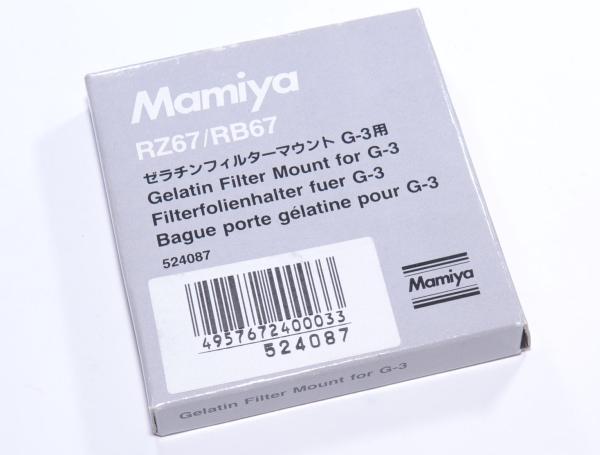 Mamiya
RZ67/RB67
ゼラチンフィルターマウント G-3用
Gelatin Filter Mount for G-3
Filterfolienhalter fuer G-3
Bague porte gélatine pour G-3
524087
Mamiya
4957672400033
524087
Gelatin Filter Mount for G-3